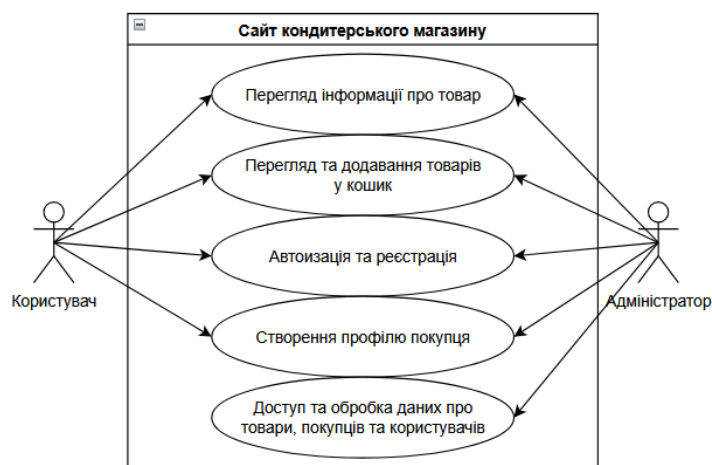 Сайт кондитерського магазину
Перегляд інформації про товар
Перегляд та додавання товарів
у кошик
Автоизація та реєстрація
Користувач
Адміністратор
Створення профілю покупця
Доступ та обробка даних про
товари, покупців та користувачів